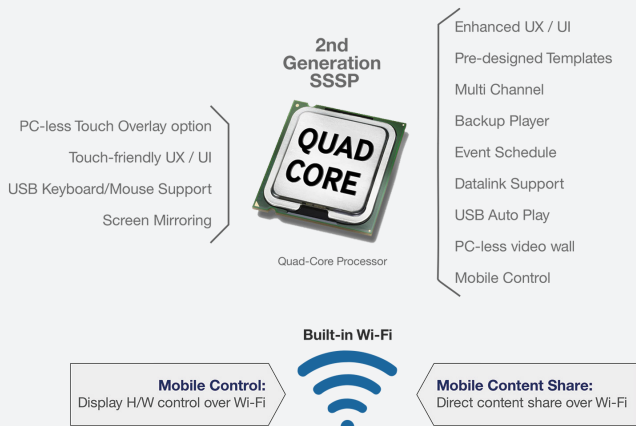 2nd
Generation
SSSP
QUAD
CORE
Quad-Core Processor
PC-less Touch Overlay option
Touch-friendly UX / UI
USB Keyboard/Mouse Support
Screen Mirroring
Enhanced UX / UI
Pre-designed Templates
Multi Channel
Backup Player
Event Schedule
Datalink Support
USB Auto Play
PC-less video wall
Mobile Control
Built-in Wi-Fi
Mobile Control:
Display H/W control over Wi-Fi
Mobile Content Share:
Direct content share over Wi-Fi